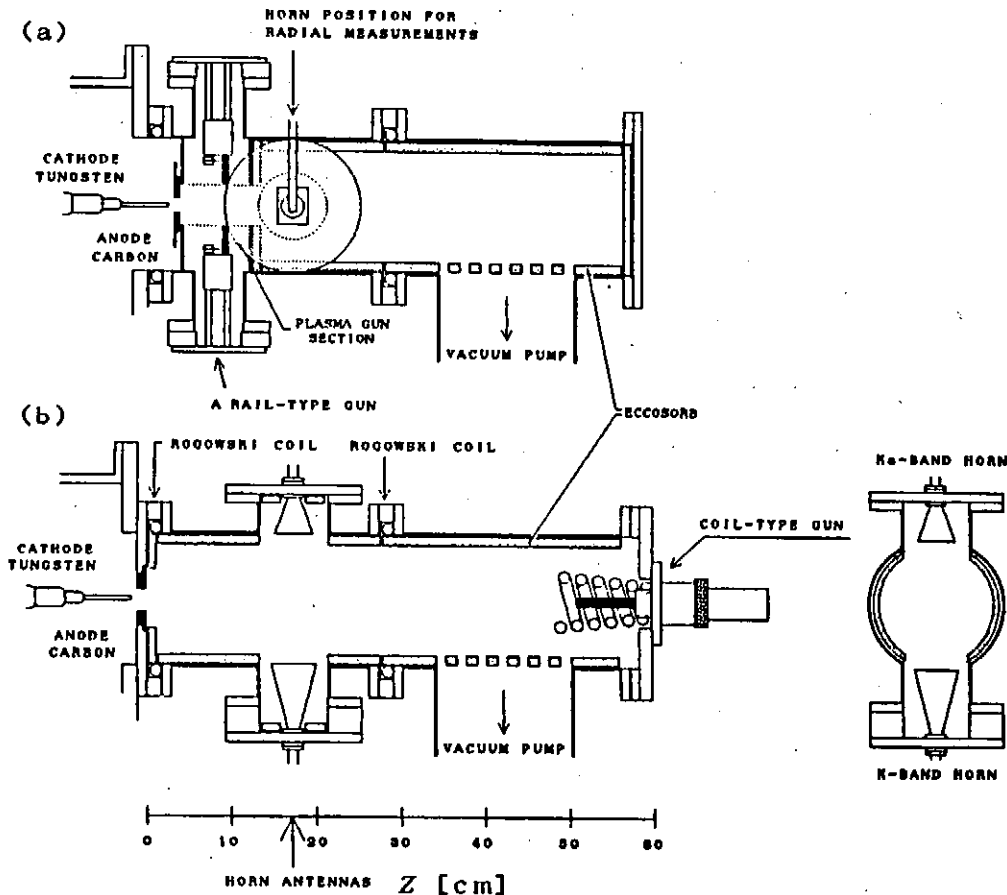 (a)
HORN POSITION FOR
RADIAL MEASUREMENTS
CATHODE
TUNGSTEN
ANODE
CARBON
PLASMA GUN
SECTION
VACUUM PUMP
A RAIL-TYPE GUN
ECCOSORB
(b)
ROGOWSKI COIL
ROGOWSKI COIL
Ka-BAND HORN
COIL-TYPE GUN
CATHODE
TUNGSTEN
ANODE
CARBON
VACUUM PUMP
K-BAND HORN
0 10 20 30 40 50 60
HORN ANTENNAS Z [cm]